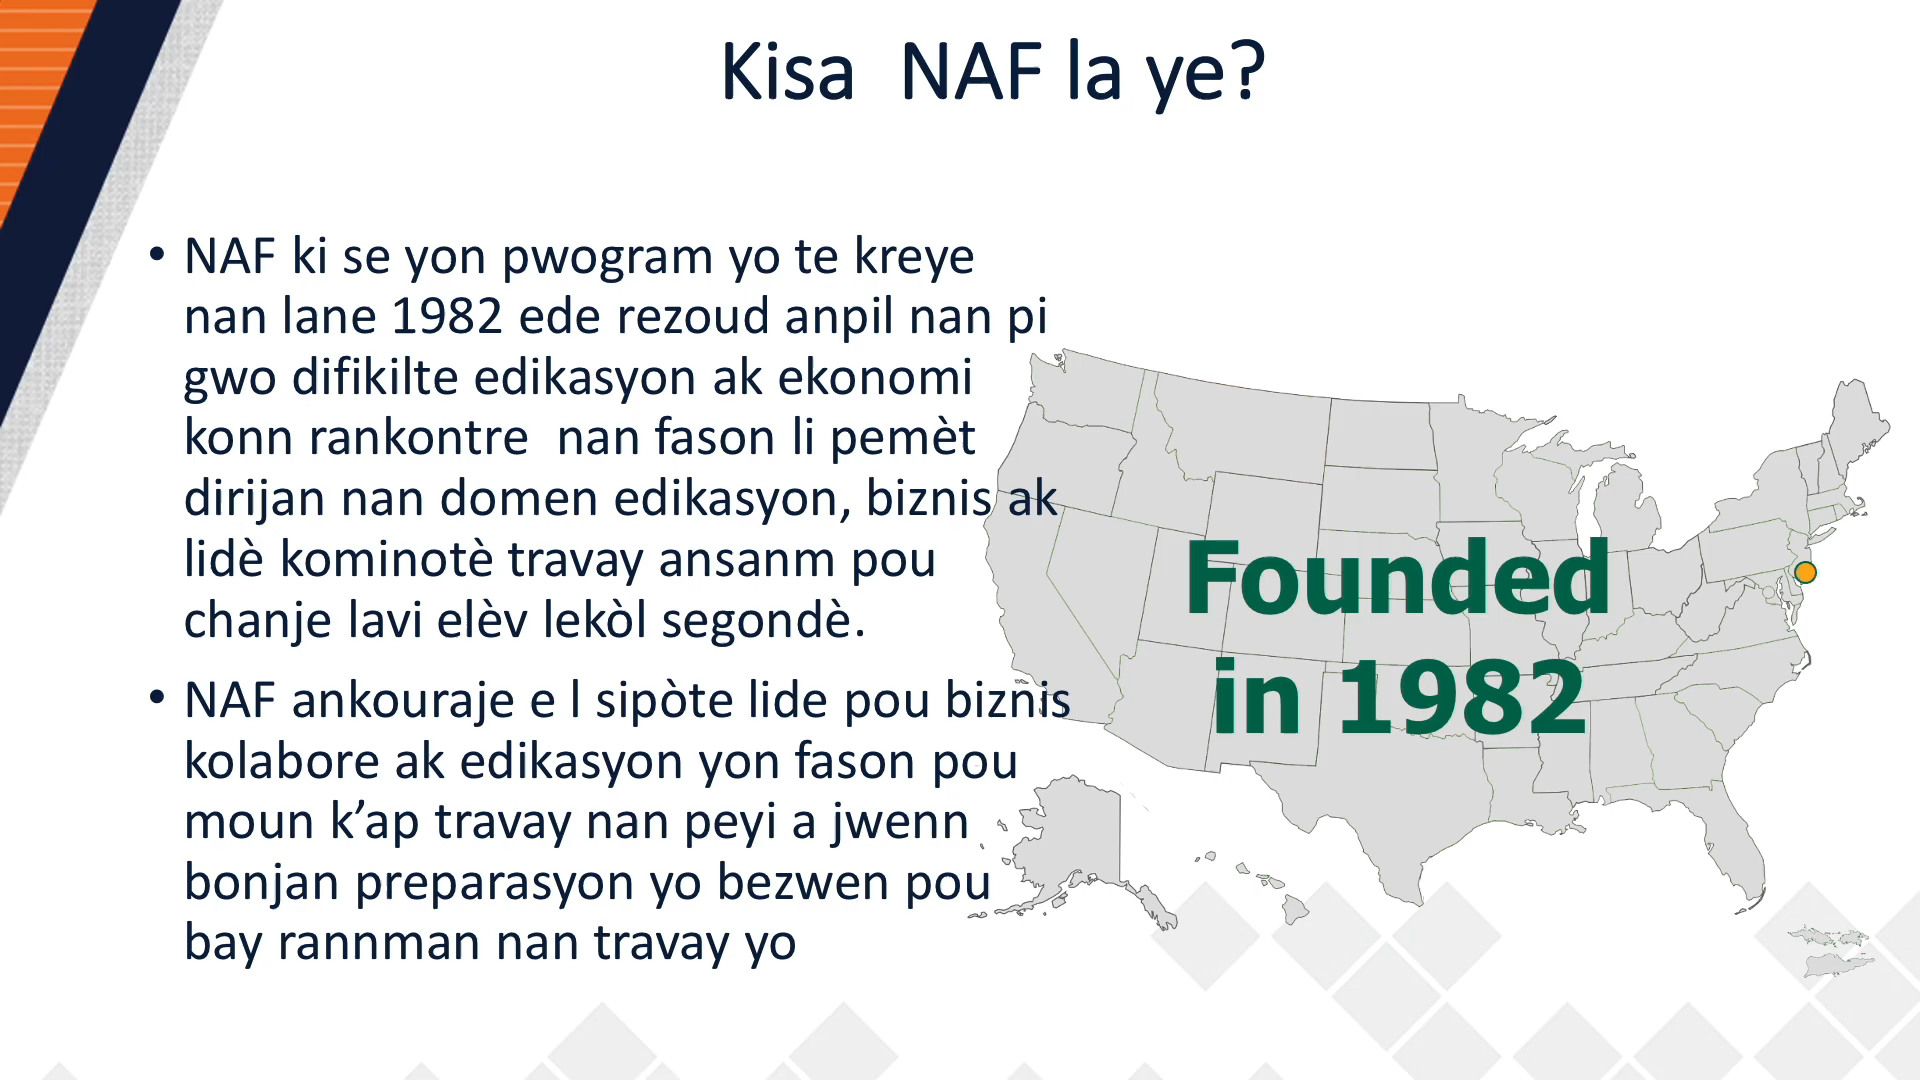 Kisa  NAF la ye?
• NAF ki se yon pwogram yo te kreye
nan lane 1982 ede rezoud anpil nan pi
gwo difikilte edikasyon ak ekonomi
konn rankontre  nan fason li pemèt
dirijan nan domen edikasyon, biznis ak
lidè kominotè travay ansanm pou
chanje lavi elèv lekòl segondè.
• NAF ankouraje e l sipòte lide pou biznis
kolabore ak edikasyon yon fason pou
moun k’ap travay nan peyi a jwenn
bonjan preparasyon yo bezwen pou
bay rannman nan travay yo
Founded
in 1982